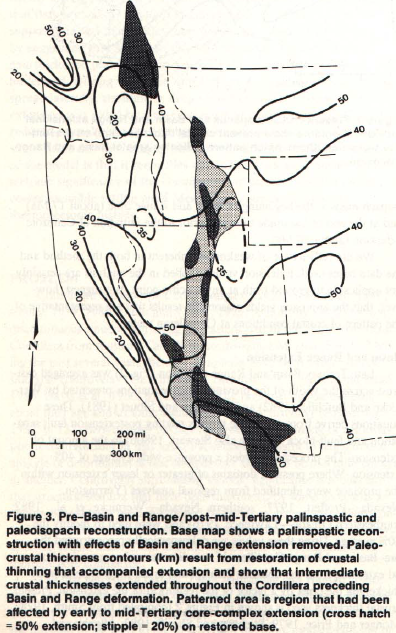 50
40
30
20
40
20
30
50
40
40
35
40
30
40
35
50
20
50
N
0 100 200 mi
0 300 km
40
30
Figure 3. Pre–Basin and Range/post–mid-Tertiary palinspastic and
paleoisopach reconstruction. Base map shows a palinspastic recon-
struction with effects of Basin and Range extension removed. Paleo-
crustal thickness contours (km) result from restoration of crustal
thinning that accompanied extension and show that intermediate
crustal thicknesses extended throughout the Cordillera preceding
Basin and Range deformation. Patterned area is region that had been
affected by early to mid-Tertiary core-complex extension (cross hatch
= 50% extension; stipple = 20%) on restored base.